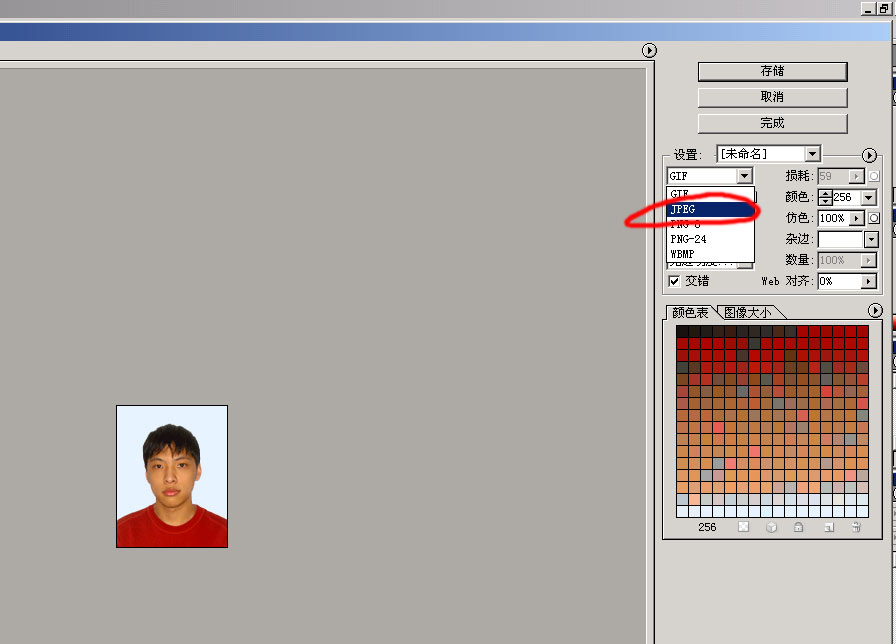 存储
取消
完成
设置: [未命名]
GIF 损耗: 59
GIF 颜色: 256
JPEG
PNG-8 仿色: 100%
PNG-24 杂边:
WBMP 数量: 100%
交错 Web 对齐: 0%
颜色表 图像大小
256